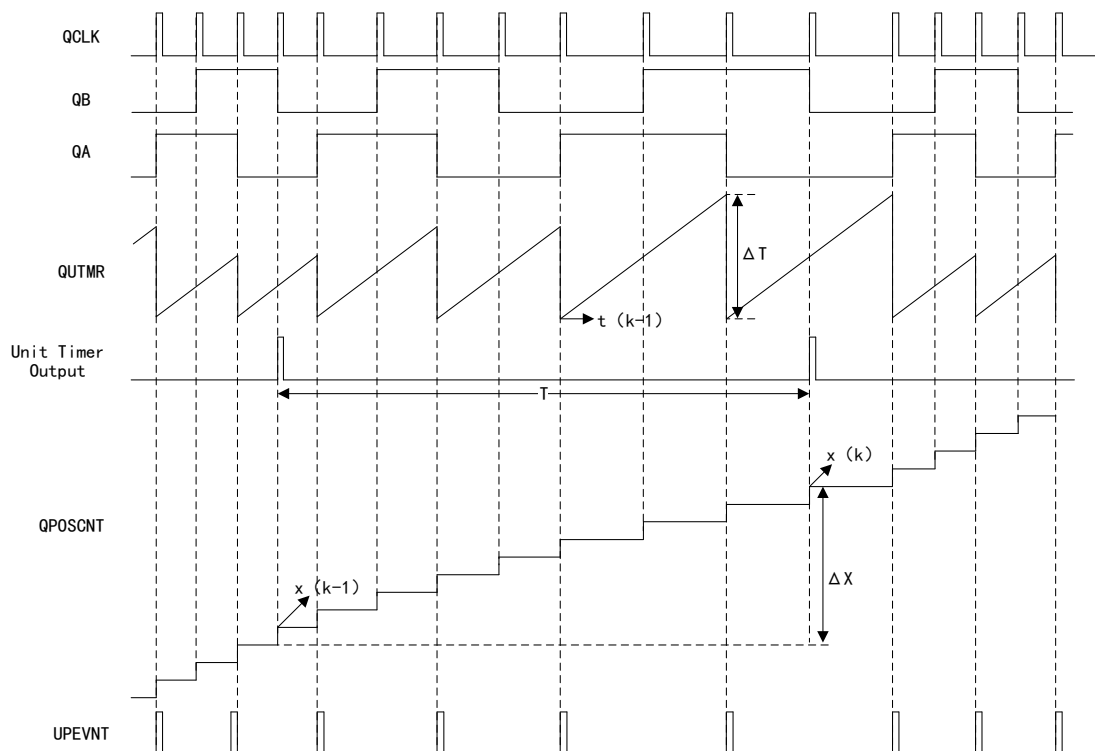 QCLK
QB
QA
QUTMR
ΔT
t (k-1)
Unit Timer
Output
T
x (k)
QPOSCNT
ΔX
x (k-1)
UPEVNT